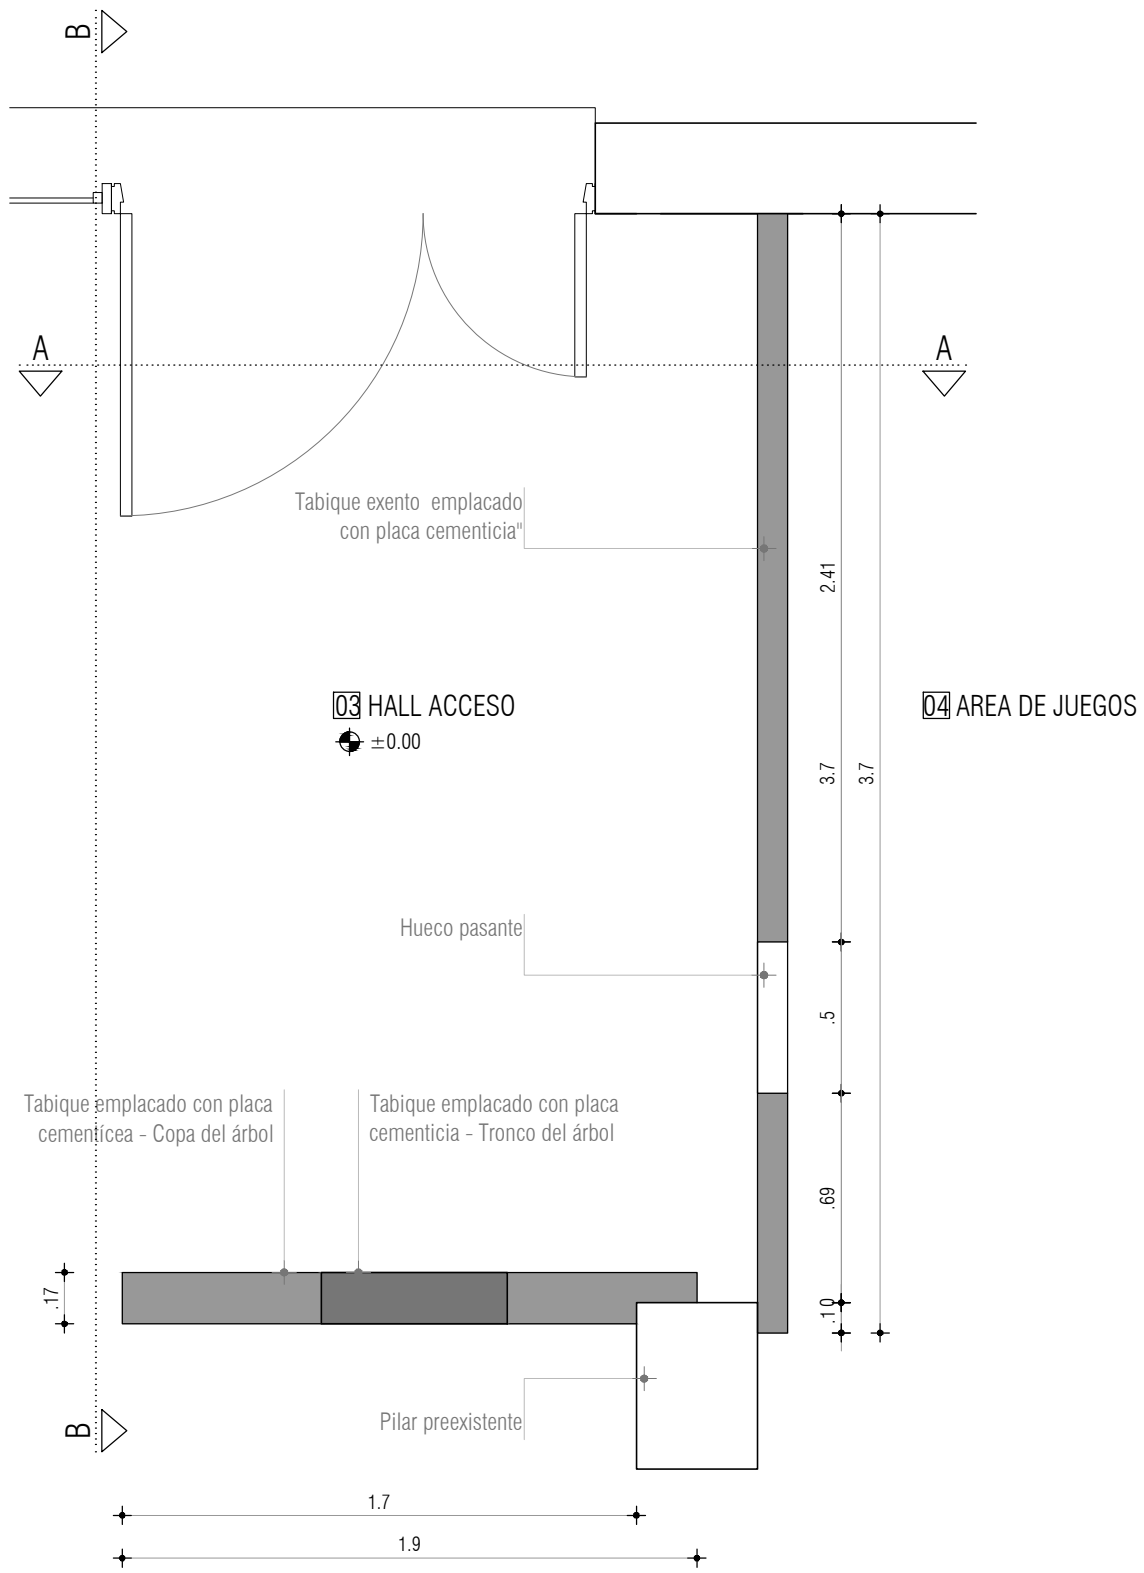 B
A
A
Tabique exento emplacado
con placa cementicia"
2.41
03 HALL ACCESO
±0.00
04 AREA DE JUEGOS
3.7
3.7
Hueco pasante
.5
Tabique emplacado con placa
cementícea - Copa del árbol
Tabique emplacado con placa
cementicia - Tronco del árbol
.69
.17
.10
Pilar preexistente
B
1.7
1.9